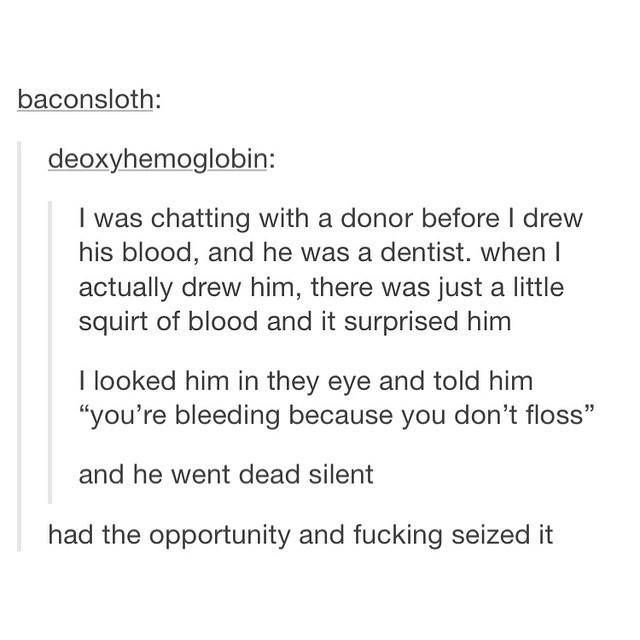 baconsloth:
deoxyhemoglobin:
I was chatting with a donor before I drew
his blood, and he was a dentist. when I
actually drew him, there was just a little
squirt of blood and it surprised him
I looked him in they eye and told him
“you’re bleeding because you don’t floss”
and he went dead silent
had the opportunity and fucking seized it